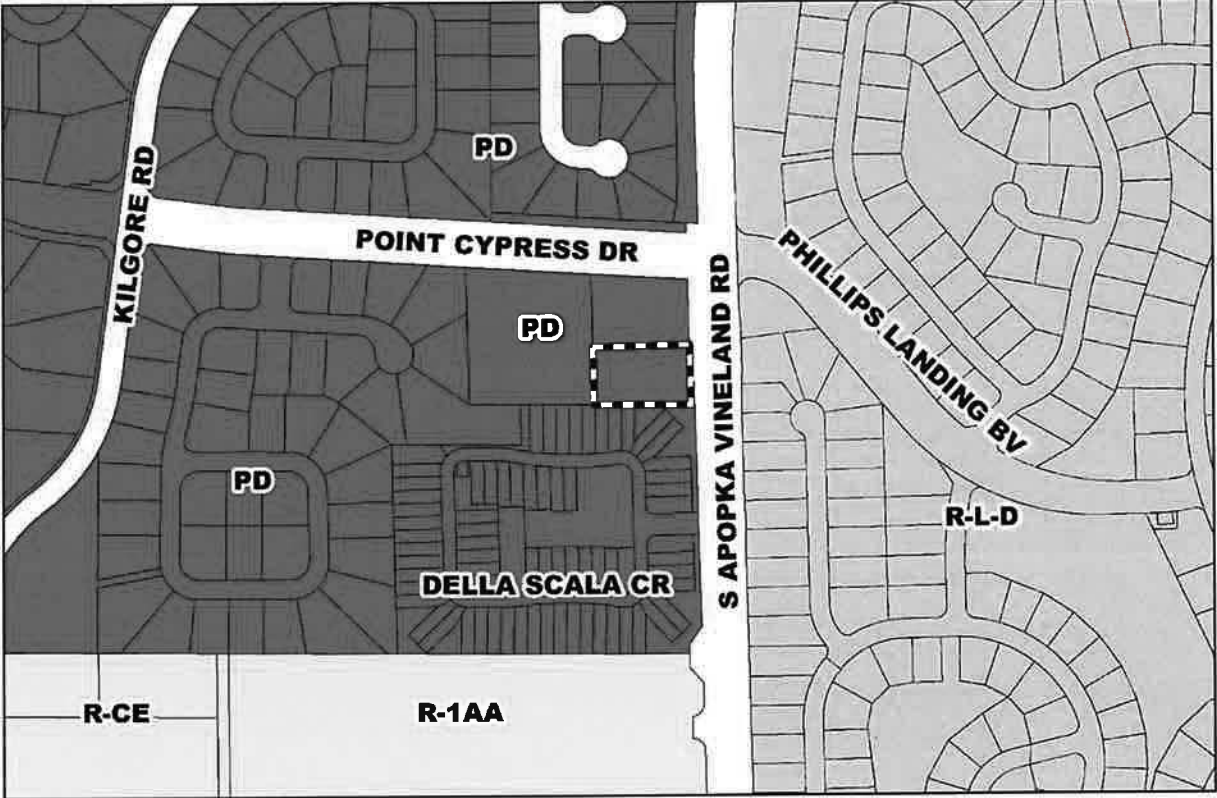 PD
KILGORE RD
POINT CYPRESS DR
PHILLIPS LANDING BV
PD
S APOPKA VINELAND RD
PD
R-L-D
DELLA SCALA CR
R-CE
R-1AA